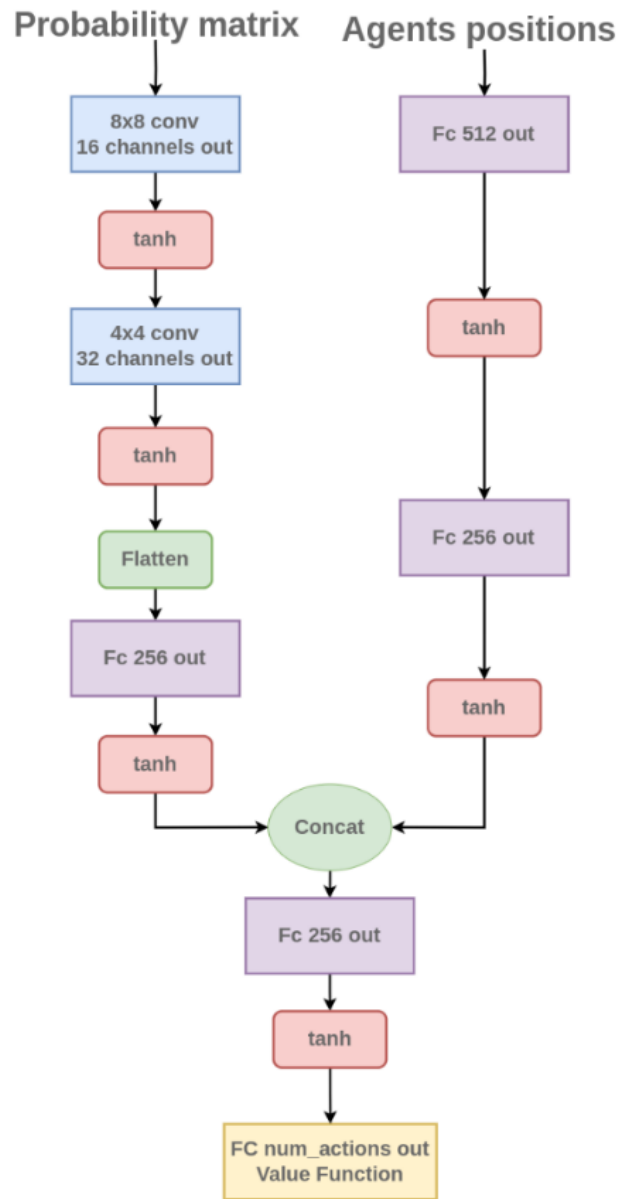 Probability matrix
Agents positions
8x8 conv
16 channels out
Fc 512 out
tanh
tanh
4x4 conv
32 channels out
tanh
Fc 256 out
Flatten
Fc 256 out
tanh
tanh
Concat
Fc 256 out
tanh
FC num_actions out
Value Function